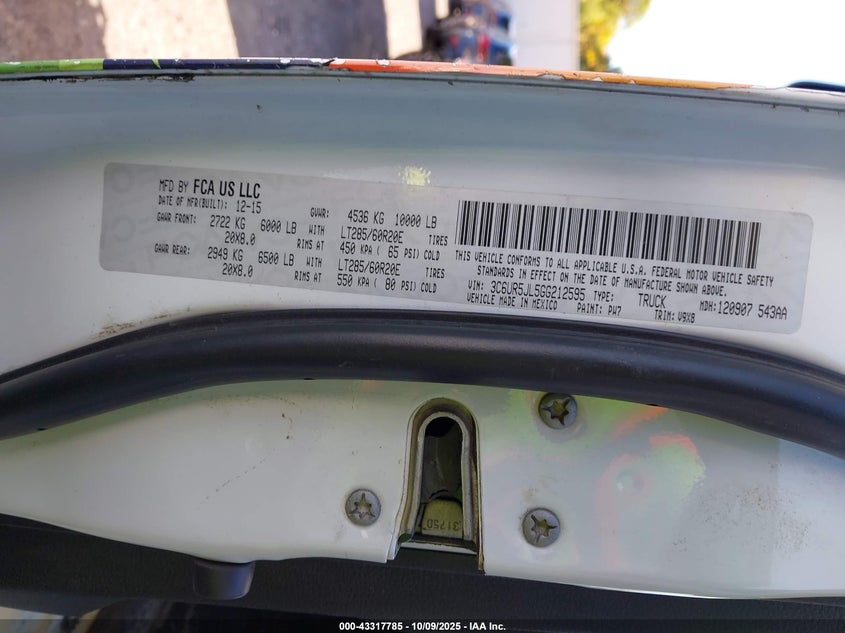 MFD BY FCA US LLC
DATE OF MFR(BUILT): 12-15 GVWR: 4536 KG 10000 LB
GAWR FRONT: 2722 KG 6000 LB WITH LT285/60R20E TIRES
20X8.0 RIMS AT 450 KPA ( 65 PSI) COLD
GAWR REAR: 2949 KG 6500 LB WITH LT285/60R20E TIRES
20X8.0 RIMS AT 550 KPA ( 80 PSI) COLD
THIS VEHICLE CONFORMS TO ALL APPLICABLE U.S.A. FEDERAL MOTOR VEHICLE SAFETY
STANDARDS IN EFFECT ON THE DATE OF MANUFACTURE SHOWN ABOVE.
VIN: 3C6UR5JL5GG212595 TYPE: TRUCK MDH: 120907 543AA
VEHICLE MADE IN MEXICO PAINT: PW7 TRIM: V9X8
31750
000-43317785 - 10/09/2025 - IAA Inc.